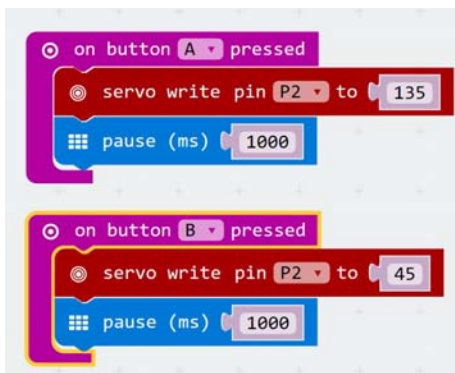 on button A pressed
servo write pin P2 to 135
pause (ms) 1000
on button B pressed
servo write pin P2 to 45
pause (ms) 1000